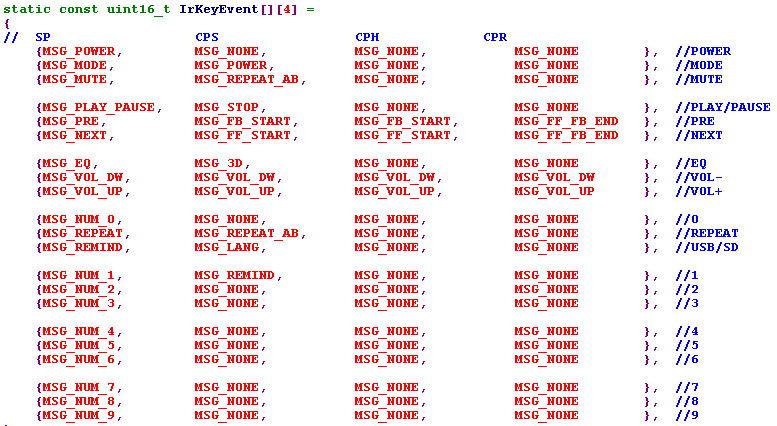 static const uint16_t IrKeyEvent[][4] =
{
// SP CPS CPH CPR
{MSG_POWER, MSG_NONE, MSG_NONE, MSG_NONE }, //POWER
{MSG_MODE, MSG_POWER, MSG_NONE, MSG_NONE }, //MODE
{MSG_MUTE, MSG_REPEAT_AB, MSG_NONE, MSG_NONE }, //MUTE
{MSG_PLAY_PAUSE, MSG_STOP, MSG_NONE, MSG_NONE }, //PLAY/PAUSE
{MSG_PRE, MSG_FB_START, MSG_FB_START, MSG_FF_FB_END }, //PRE
{MSG_NEXT, MSG_FF_START, MSG_FF_START, MSG_FF_FB_END }, //NEXT
{MSG_EQ, MSG_3D, MSG_NONE, MSG_NONE }, //EQ
{MSG_VOL_DW, MSG_VOL_DW, MSG_VOL_DW, MSG_VOL_DW }, //VOL-
{MSG_VOL_UP, MSG_VOL_UP, MSG_VOL_UP, MSG_VOL_UP }, //VOL+
{MSG_NUM_0, MSG_NONE, MSG_NONE, MSG_NONE }, //0
{MSG_REPEAT, MSG_REPEAT_AB, MSG_NONE, MSG_NONE }, //REPEAT
{MSG_REMIND, MSG_LANG, MSG_NONE, MSG_NONE }, //USB/SD
{MSG_NUM_1, MSG_REMIND, MSG_NONE, MSG_NONE }, //1
{MSG_NUM_2, MSG_NONE, MSG_NONE, MSG_NONE }, //2
{MSG_NUM_3, MSG_NONE, MSG_NONE, MSG_NONE }, //3
{MSG_NUM_4, MSG_NONE, MSG_NONE, MSG_NONE }, //4
{MSG_NUM_5, MSG_NONE, MSG_NONE, MSG_NONE }, //5
{MSG_NUM_6, MSG_NONE, MSG_NONE, MSG_NONE }, //6
{MSG_NUM_7, MSG_NONE, MSG_NONE, MSG_NONE }, //7
{MSG_NUM_8, MSG_NONE, MSG_NONE, MSG_NONE }, //8
{MSG_NUM_9, MSG_NONE, MSG_NONE, MSG_NONE }, //9